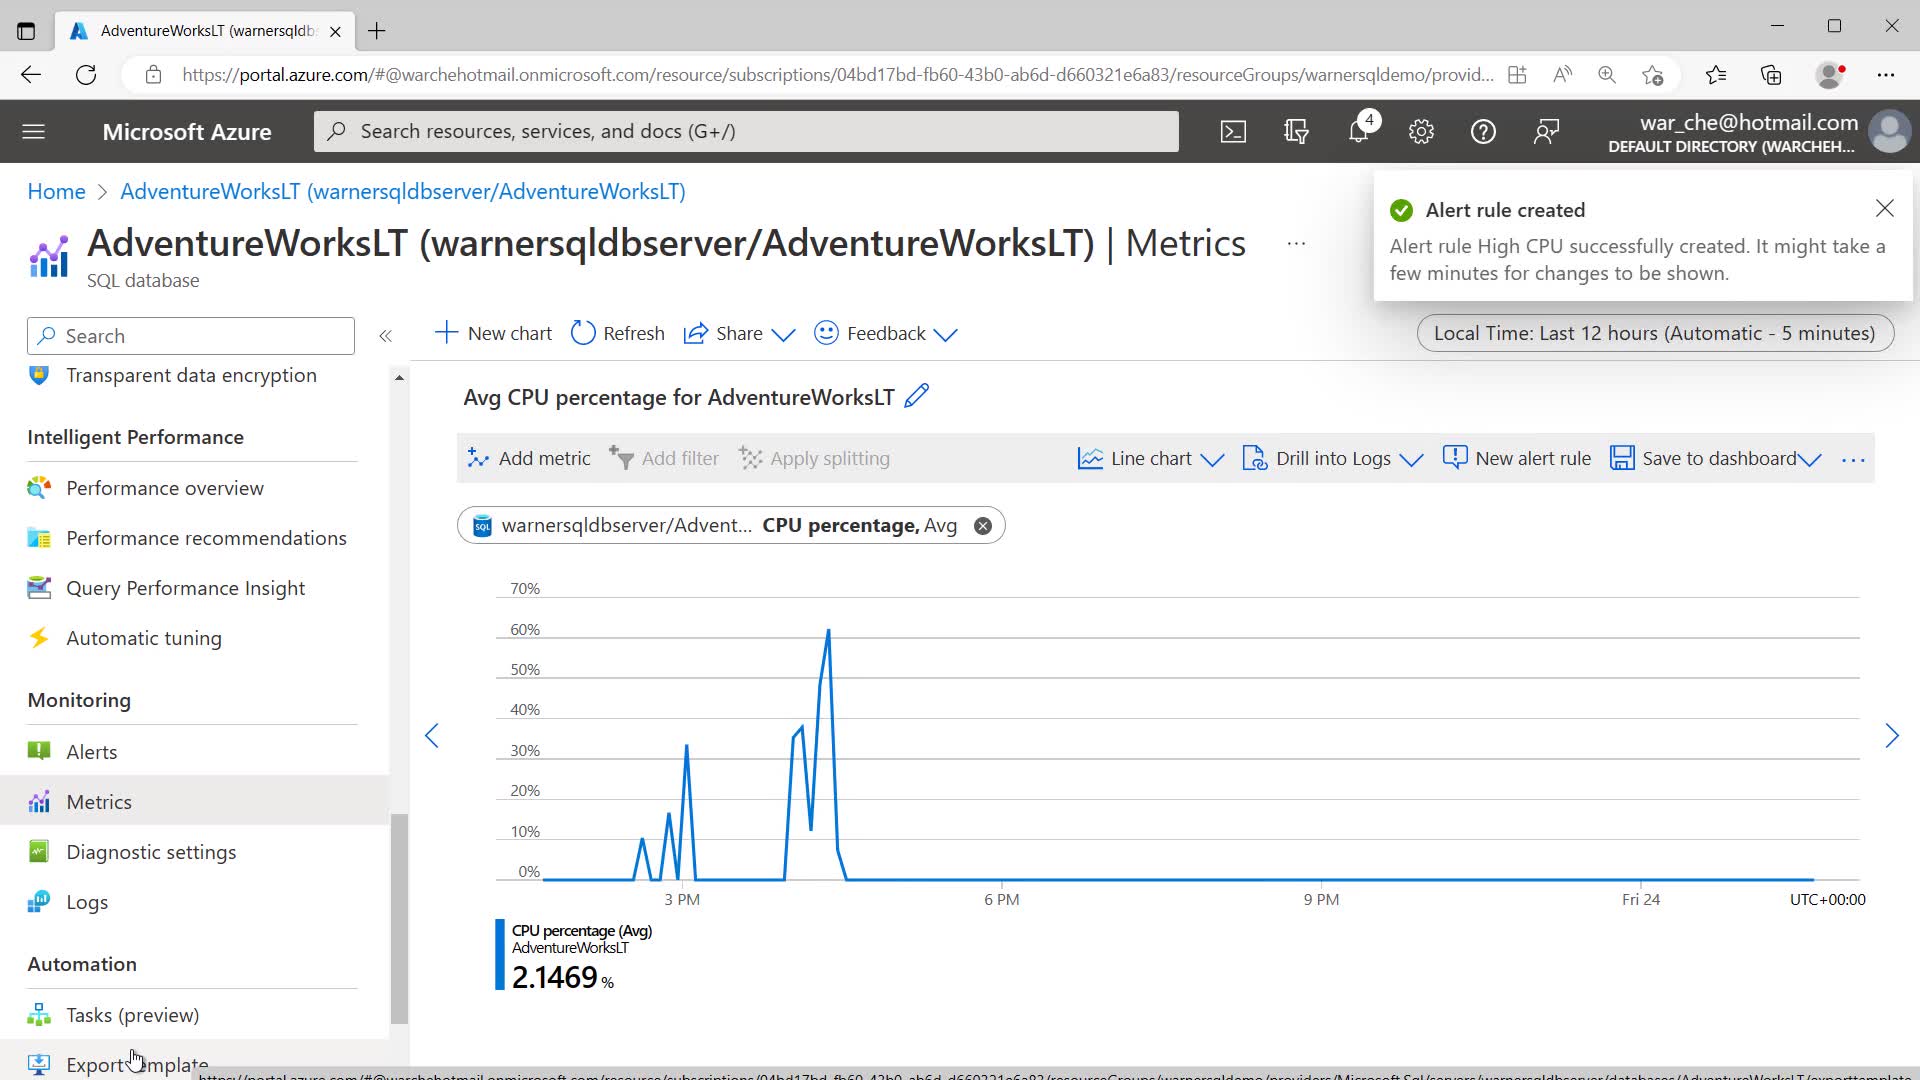 AdventureWorksLT (warnersqldbs
https://portal.azure.com/#@warchehotmail.onmicrosoft.com/resource/subscriptions/04bd17bd-fb60-43b0-ab6d-d660321e6a83/resourceGroups/warnersqldemo/provid...
Microsoft Azure
Search resources, services, and docs (G+/)
4
war_che@hotmail.com
DEFAULT DIRECTORY (WARCHEH...
Home > AdventureWorksLT (warnersqldbserver/AdventureWorksLT)
AdventureWorksLT (warnersqldbserver/AdventureWorksLT) | Metrics ...
SQL database
Alert rule created
Alert rule High CPU successfully created. It might take a
few minutes for changes to be shown.
Search
New chart Refresh Share Feedback
Local Time: Last 12 hours (Automatic - 5 minutes)
Transparent data encryption
Intelligent Performance
Performance overview
Performance recommendations
Query Performance Insight
Automatic tuning
Monitoring
Alerts
Metrics
Diagnostic settings
Logs
Automation
Tasks (preview)
Avg CPU percentage for AdventureWorksLT
Add metric Add filter Apply splitting Line chart Drill into Logs New alert rule Save to dashboard ...
SQL warnersqldbserver/Advent... CPU percentage, Avg
70%
60%
50%
40%
30%
20%
10%
0%
3 PM 6 PM 9 PM Fri 24 UTC+00:00
CPU percentage (Avg)
AdventureWorksLT
2.1469 %
Export